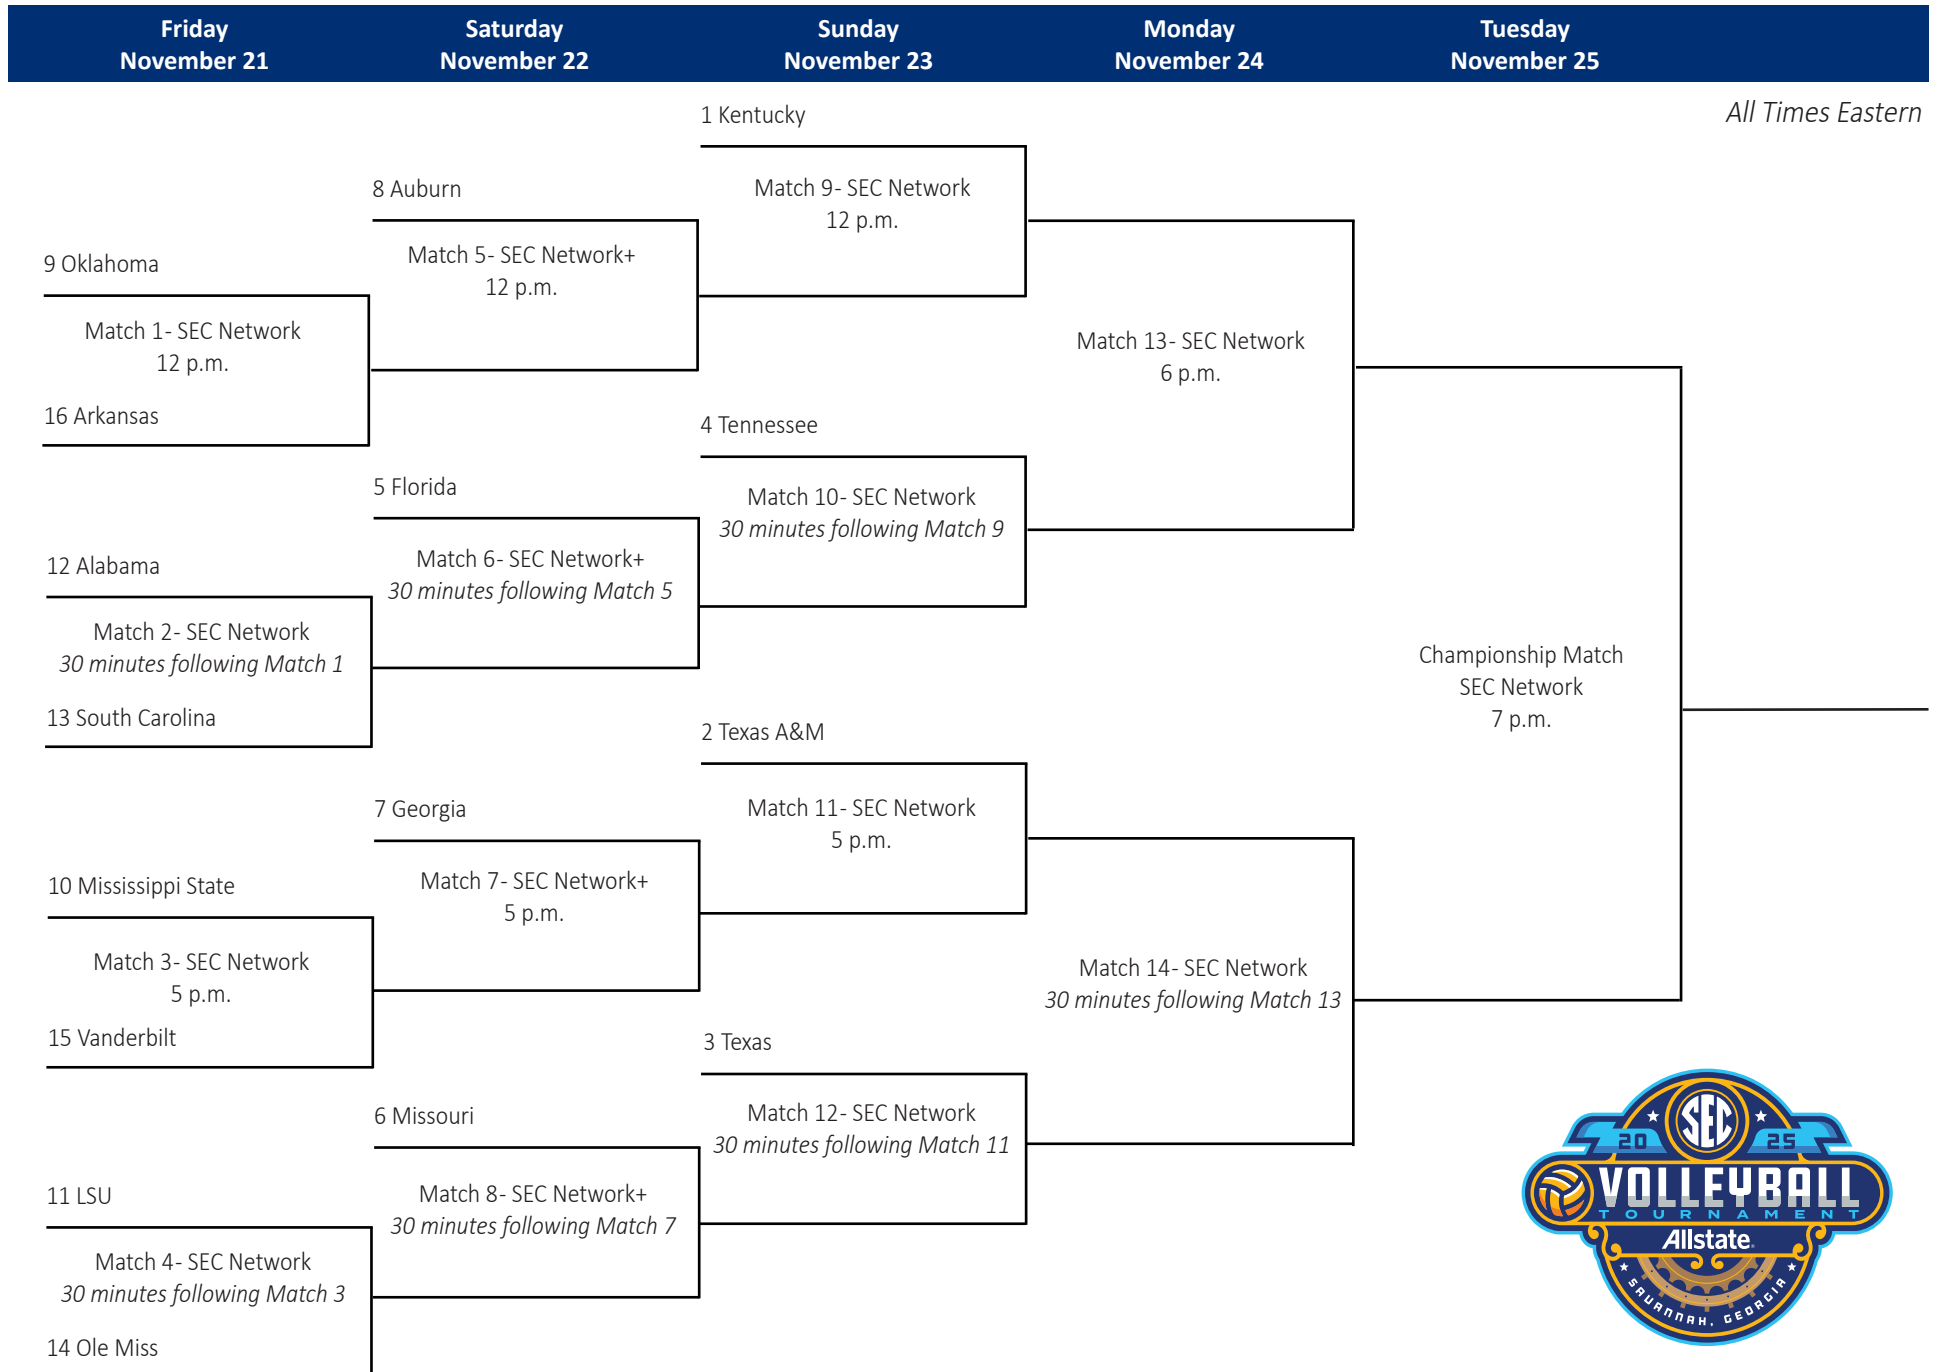 Friday
November 21
Saturday
November 22
Sunday
November 23
Monday
November 24
Tuesday
November 25
All Times Eastern
9 Oklahoma
Match 1- SEC Network
12 p.m.
16 Arkansas
12 Alabama
Match 2- SEC Network
30 minutes following Match 1
13 South Carolina
10 Mississippi State
Match 3- SEC Network
5 p.m.
15 Vanderbilt
11 LSU
Match 4- SEC Network
30 minutes following Match 3
14 Ole Miss
8 Auburn
Match 5- SEC Network+
12 p.m.
5 Florida
Match 6- SEC Network+
30 minutes following Match 5
7 Georgia
Match 7- SEC Network+
5 p.m.
6 Missouri
Match 8- SEC Network+
30 minutes following Match 7
1 Kentucky
Match 9- SEC Network
12 p.m.
4 Tennessee
Match 10- SEC Network
30 minutes following Match 9
2 Texas A&M
Match 11- SEC Network
5 p.m.
3 Texas
Match 12- SEC Network
30 minutes following Match 11
Match 13- SEC Network
6 p.m.
Match 14- SEC Network
30 minutes following Match 13
Championship Match
SEC Network
7 p.m.
SEC
20 25
VOLLEYBALL
TOURNAMENT
Allstate
SAVANNAH, GEORGIA